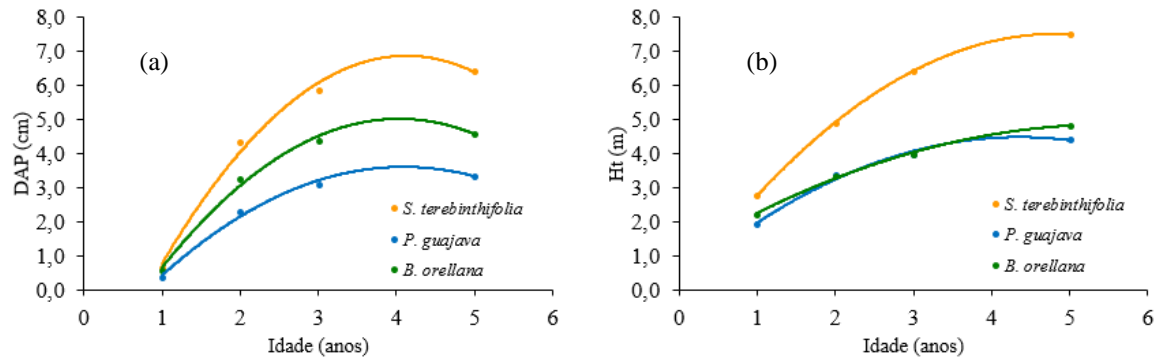 (a)
DAP (cm)
8,0
7,0
6,0
5,0
4,0
3,0
2,0
1,0
0,0
0 1 2 3 4 5 6
Idade (anos)
S. terebinthifolia
P. guajava
B. orellana
(b)
Ht (m)
8,0
7,0
6,0
5,0
4,0
3,0
2,0
1,0
0,0
0 1 2 3 4 5 6
Idade (anos)
S. terebinthifolia
P. guajava
B. orellana